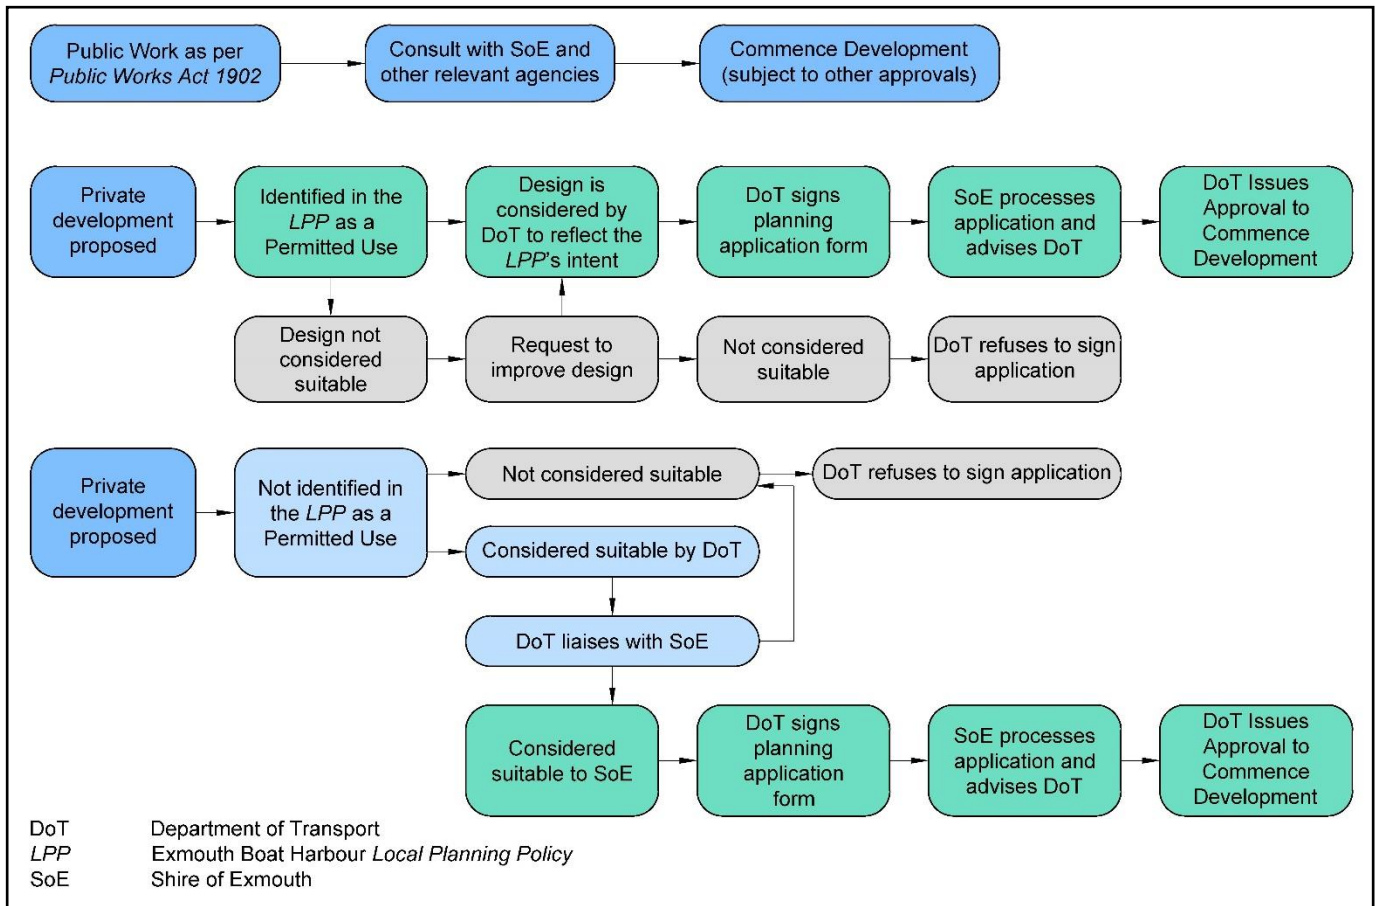 Public Work as per
Public Works Act 1902
Consult with SoE and
other relevant agencies
Commence Development
(subject to other approvals)
Private
development
proposed
Identified in the
LPP as a
Permitted Use
Design is
considered by
DoT to reflect the
LPP's intent
DoT signs
planning
application form
SoE processes
application and
advises DoT
DoT Issues
Approval to
Commence
Development
Design not
considered
suitable
Request to
improve design
Not considered
suitable
DoT refuses to sign
application
Private
development
proposed
Not identified in
the LPP as a
Permitted Use
Not considered suitable
DoT refuses to sign application
Considered suitable by DoT
DoT liaises with SoE
Considered
suitable to SoE
DoT signs
planning
application
form
SoE processes
application and
advises DoT
DoT Issues
Approval to
Commence
Development
DoT Department of Transport
LPP Exmouth Boat Harbour Local Planning Policy
SoE Shire of Exmouth